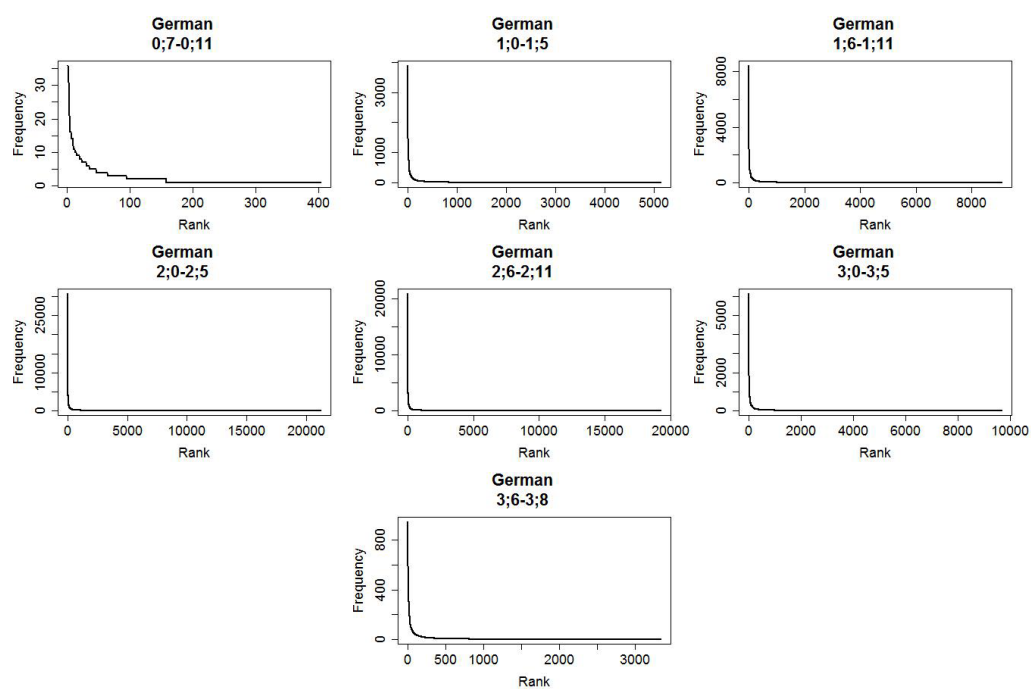 German
0;7-0;11
Frequency
0 10 20 30
0 100 200 300 400
Rank
German
1;0-1;5
Frequency
0 1000 3000
0 1000 2000 3000 4000 5000
Rank
German
1;6-1;11
Frequency
0 4000 8000
0 2000 4000 6000 8000
Rank
German
2;0-2;5
Frequency
0 10000 25000
0 5000 10000 15000 20000
Rank
German
2;6-2;11
Frequency
0 10000 20000
0 5000 10000 15000 20000
Rank
German
3;0-3;5
Frequency
0 2000 6000
0 2000 4000 6000 8000 10000
Rank
German
3;6-3;8
Frequency
0 400 800
0 500 1000 2000 3000
Rank